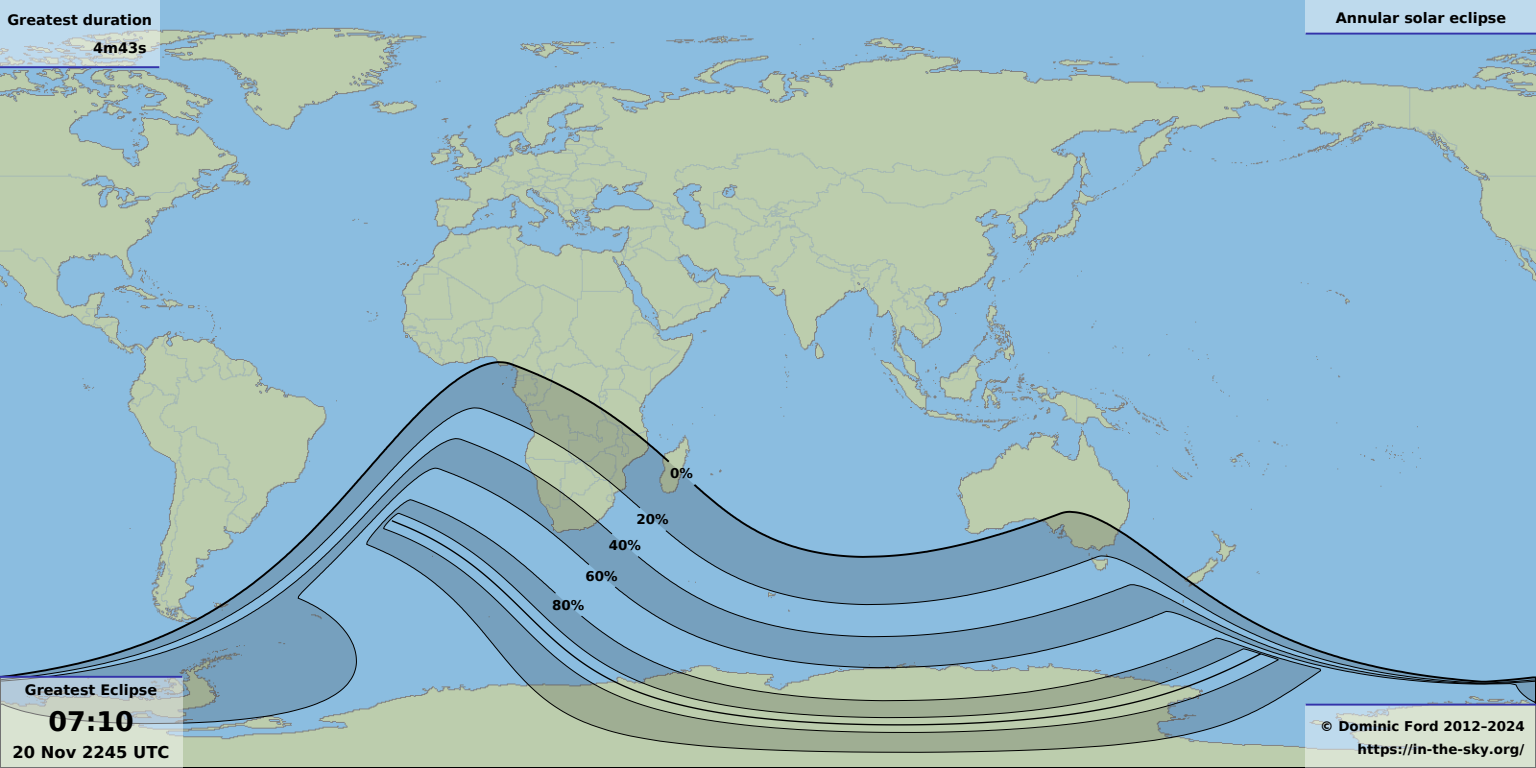 Greatest duration
4m43s
Annular solar eclipse
0%
20%
40%
60%
80%
Greatest Eclipse
07:10
20 Nov 2245 UTC
© Dominic Ford 2012–2024
https://in-the-sky.org/